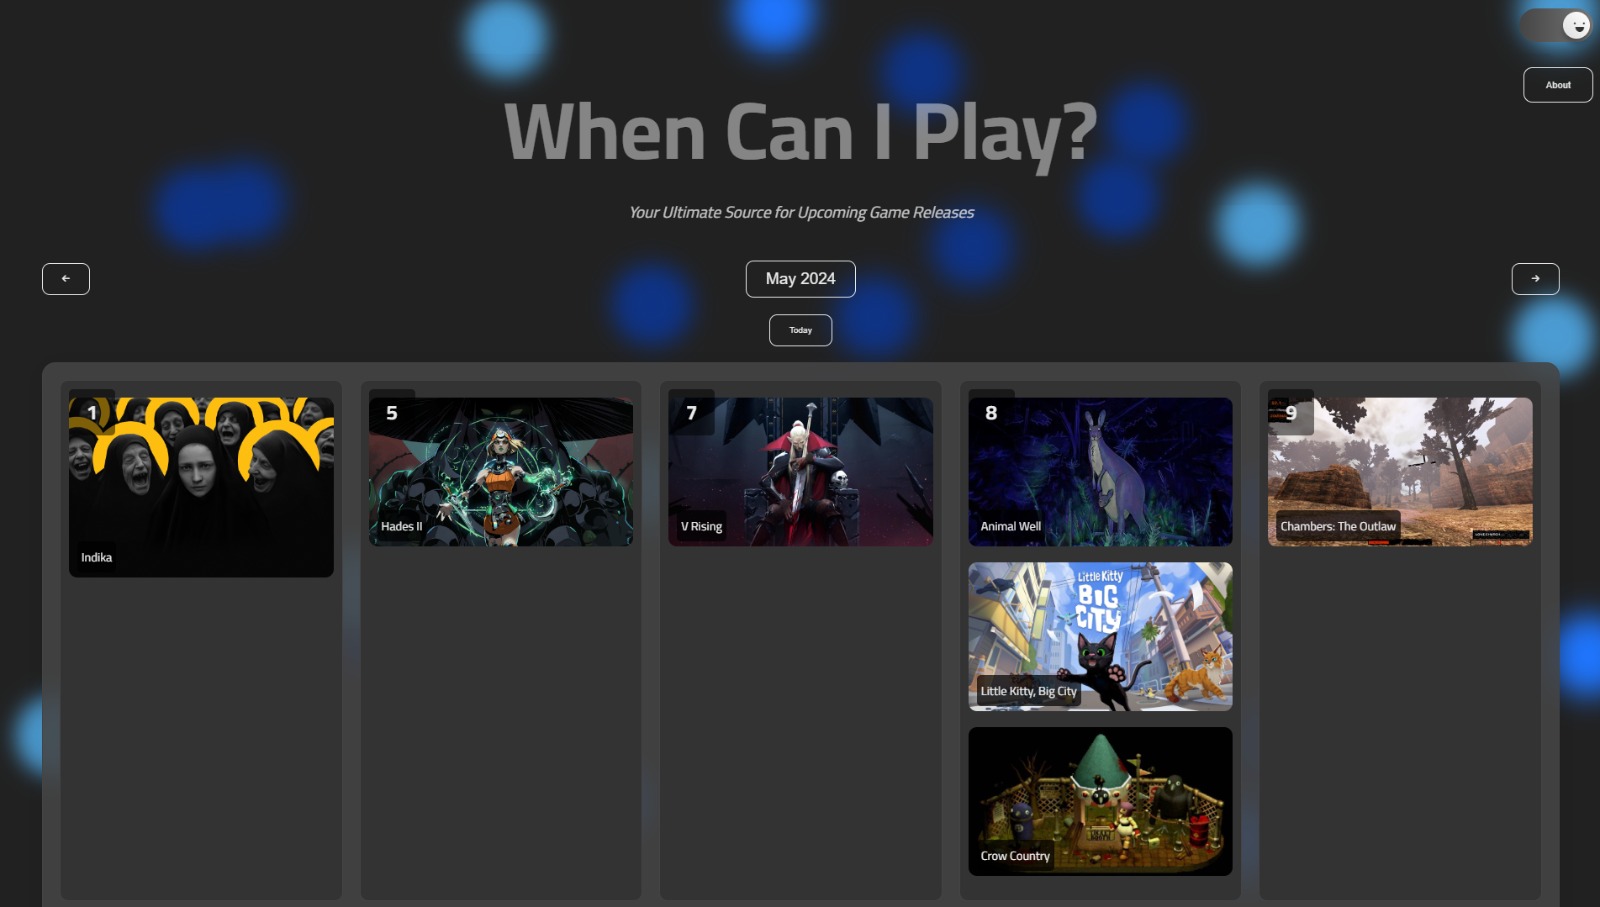 About
When Can I Play?
Your Ultimate Source for Upcoming Game Releases
←
May 2024
→
Today
1
Indika
5
Hades II
7
V Rising
8
Animal Well
Little Kitty
BIG
CITY
Little Kitty, Big City
Crow Country
9
Chambers: The Outlaw